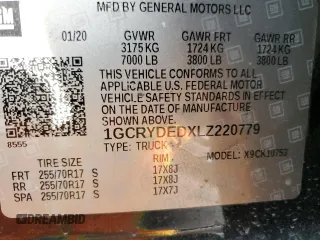 GM
MFD BY GENERAL MOTORS LLC
01/20 GVWR GAWR FRT GAWR RR
3175KG 1724KG 1724KG
7000 LB 3800 LB 3800LB
THIS VEHICLE CONFORMS TO ALL
APPLICABLE U.S. FEDERAL MOTOR
VEHICLE SAFETY STANDARDS IN EFFECT
ON THE DATE OF MANUFACTURE
SHOWN ABOVE.
1GCRYDEDXLZ220779
8555 TYPE: TRUCK MODEL:
TIRE SIZE RIM
FRT 255/70R17 S 17X8J
RR 255/70R17 S 17X8J
SPA 255/70R17 S 17X7J
DREAMBID